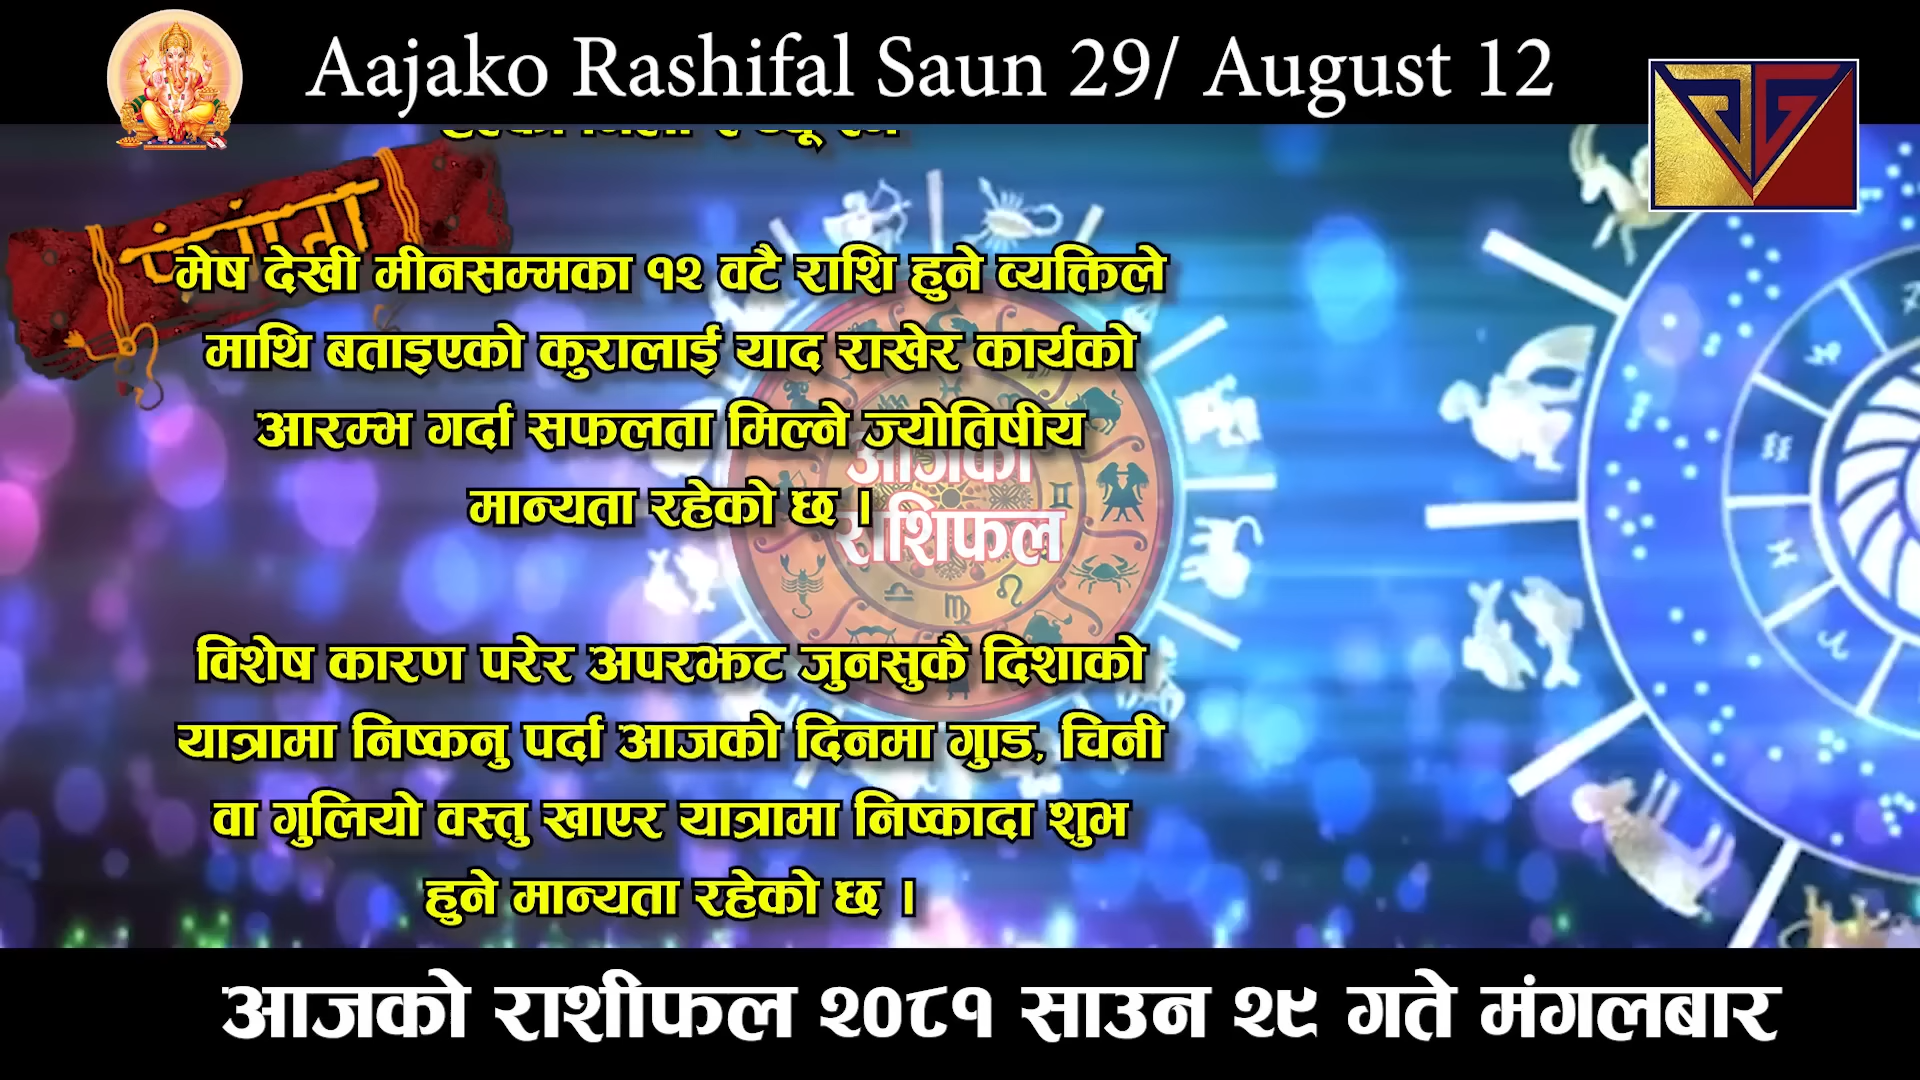 Aajako Rashifal Saun 29/ August 12
मेष देखी मीनसम्मका १२ वटै राशि हुने व्यक्तिले
माथि बताइएको कुरालाई याद राखेर कार्यको
आरम्भ गर्दा सफलता मिल्ने ज्योतिषीय
मान्यता रहेको छ ।
आजको
राशिफल
विशेष कारण परेर अपरझट जुनसुकै दिशाको
यात्रामा निष्कनु पर्दा आजको दिनमा गुाड, चिनी
वा गुलियो वस्तु खाएर यात्रामा निष्कादा शुभ
हुने मान्यता रहेको छ ।
आजको राशीफल २०८१ साउन २९ गते मंगलबार